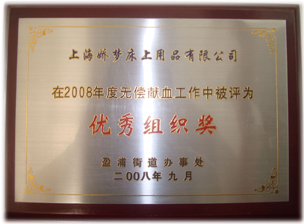 上海娇梦床上用品有限公司
在2008年度无偿献血工作中被评为
优秀组织奖
盈浦街道办事处
二00八年九月